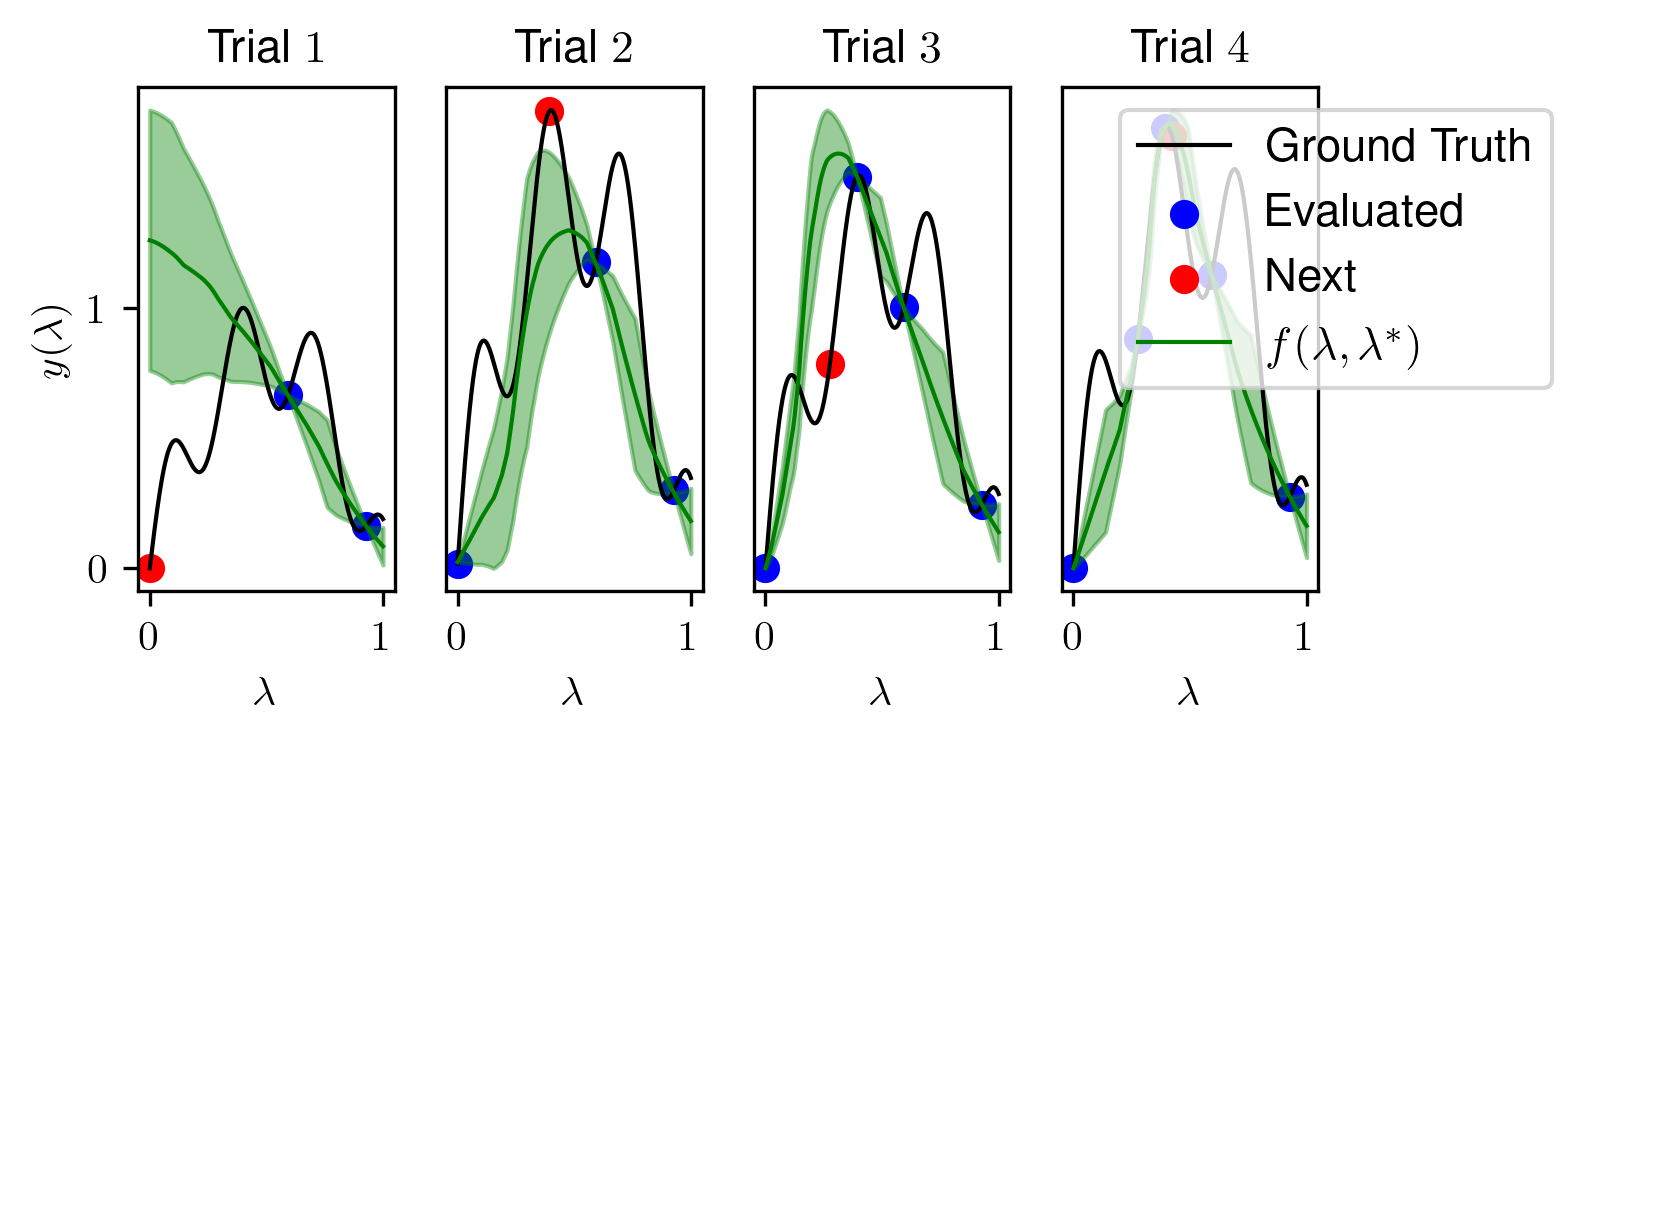 Trial 1 Trial 2 Trial 3 Trial 4
Ground Truth
Evaluated
Next
f(λ, λ*)
y(λ)
1
0
0 1 0 1 0 1 0 1
λ λ λ λ